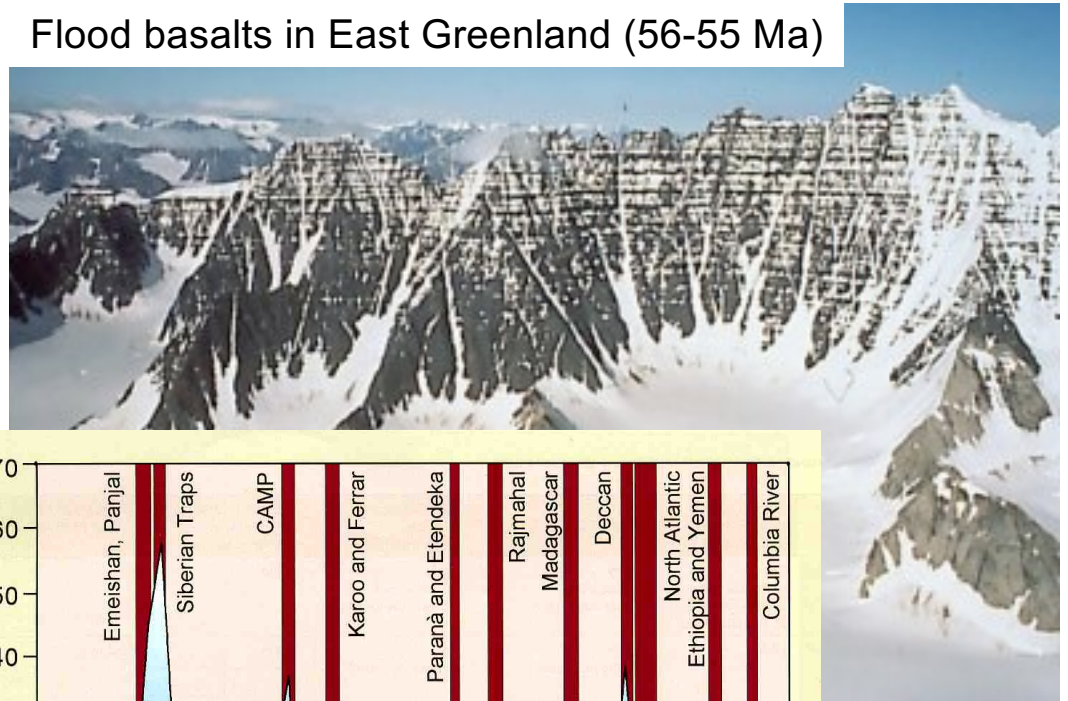 Flood basalts in East Greenland (56-55 Ma)
70
60
50
40
Emeishan, Panjal
Siberian Traps
CAMP
Karoo and Ferrar
Paranà and Etendeka
Rajmahal
Madagascar
Deccan
North Atlantic
Ethiopia and Yemen
Columbia River